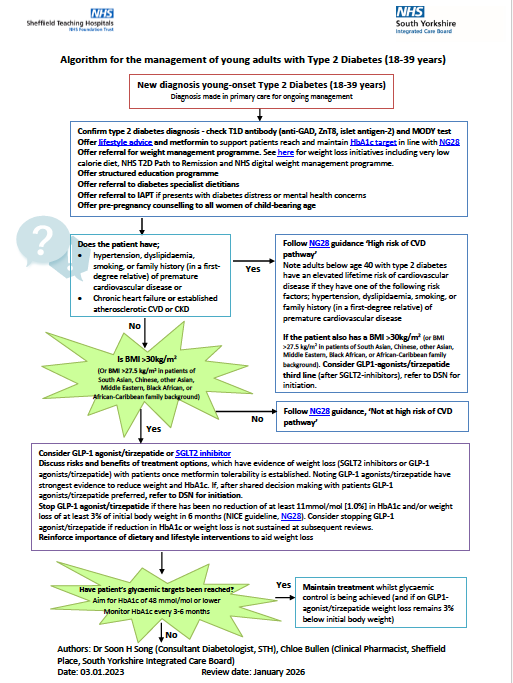 NHS
Sheffield Teaching Hospitals
NHS Foundation Trust
NHS
South Yorkshire
Integrated Care Board
Algorithm for the management of young adults with Type 2 Diabetes (18-39 years)
New diagnosis young-onset Type 2 Diabetes (18-39 years)
Diagnosis made in primary care for ongoing management
Confirm type 2 diabetes diagnosis - check T1D antibody (anti-GAD, ZnT8, islet antigen-2) and MODY test
Offer lifestyle advice and metformin to support patients reach and maintain HbA1c target in line with NG28
Offer referral for weight management programme. See here for weight loss initiatives including very low
calorie diet, NHS T2D Path to Remission and NHS digital weight management programme.
Offer structured education programme
Offer referral to diabetes specialist dietitians
Offer referral to IAPT if presents with diabetes distress or mental health concerns
Offer pre-pregnancy counselling to all women of child-bearing age
?
?
Does the patient have;
• hypertension, dyslipidaemia,
smoking, or family history (in a first-
degree relative) of premature
cardiovascular disease or
• Chronic heart failure or established
atherosclerotic CVD or CKD
Yes
Follow NG28 guidance 'High risk of CVD
pathway'
Note adults below age 40 with type 2 diabetes
have an elevated lifetime risk of cardiovascular
disease if they have one of the following risk
factors; hypertension, dyslipidaemia, smoking, or
family history (in a first-degree relative) of
premature cardiovascular disease
If the patient also has a BMI >30kg/m² (or BMI
>27.5 kg/m² in patients of South Asian, Chinese, other Asian,
Middle Eastern, Black African, or African-Caribbean family
background). Consider GLP1-agonists/tirzepatide
third line (after SGLT2-inhibitors), refer to DSN for
initiation.
No
Is BMI >30kg/m²
(Or BMI >27.5 kg/m² in patients of
South Asian, Chinese, other Asian,
Middle Eastern, Black African, or
African-Caribbean family background)
No
Follow NG28 guidance, 'Not at high risk of CVD
pathway'
Yes
Consider GLP-1 agonist/tirzepatide or SGLT2 inhibitor
Discuss risks and benefits of treatment options, which have evidence of weight loss (SGLT2 inhibitors or GLP-1
agonists/tirzepatide) with patients once metformin tolerability is established. Noting GLP-1 agonists/tirzepatide have
strongest evidence to reduce weight and HbA1c. If, after shared decision making with patients GLP-1
agonists/tirzepatide preferred, refer to DSN for initiation.
Stop GLP-1 agonist/tirzepatide if there has been no reduction of at least 11mmol/mol [1.0%] in HbA1c and/or weight
loss of at least 3% of initial body weight in 6 months (NICE guideline, NG28). Consider stopping GLP-1
agonist/tirzepatide if reduction in HbA1c or weight loss is not sustained at subsequent reviews.
Reinforce importance of dietary and lifestyle interventions to aid weight loss
Have patient's glycaemic targets been reached?
Aim for HbA1c of 48 mmol/mol or lower
Monitor HbA1c every 3-6 months
Yes
Maintain treatment whilst glycaemic
control is being achieved (and if on GLP1-
agonist/tirzepatide weight loss remains 3%
below initial body weight)
No
Authors: Dr Soon H Song (Consultant Diabetologist, STH), Chloe Bullen (Clinical Pharmacist, Sheffield
Place, South Yorkshire Integrated Care Board)
Date: 03.01.2023 Review date: January 2026